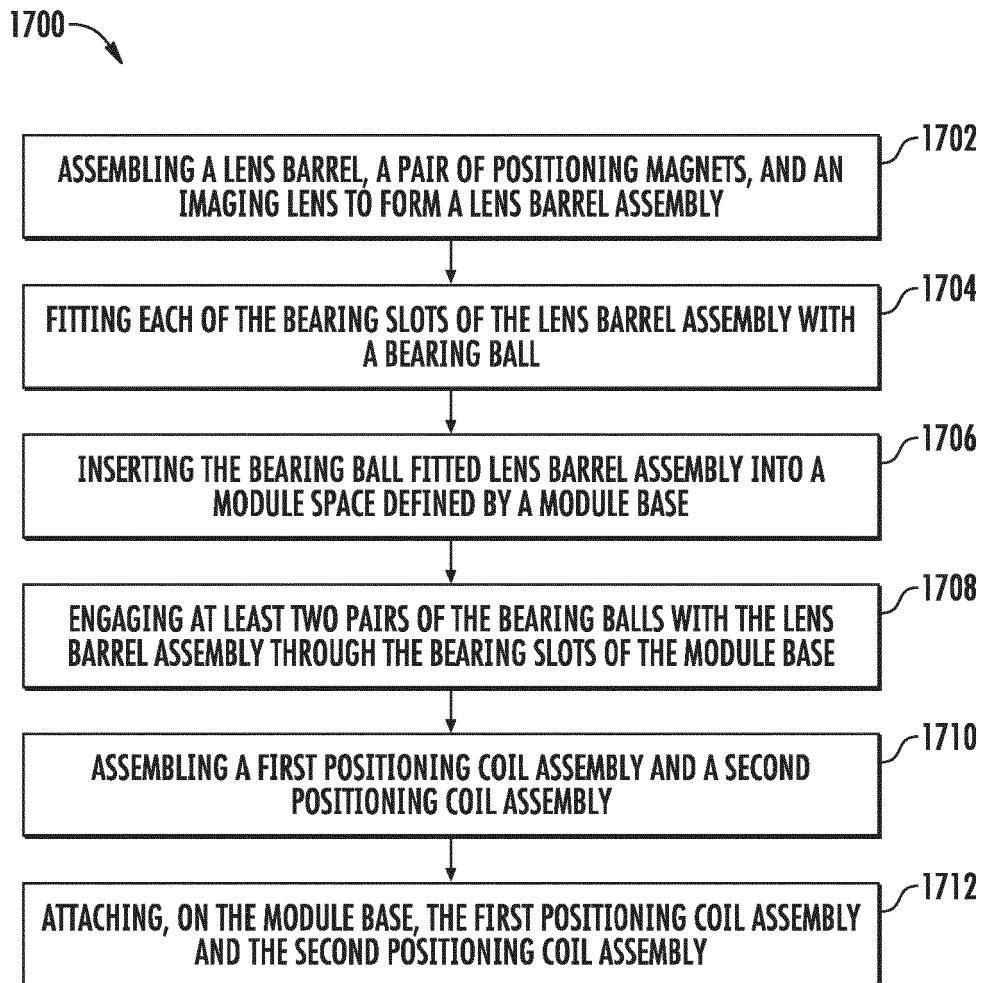 1700
1702
ASSEMBLING A LENS BARREL, A PAIR OF POSITIONING MAGNETS, AND AN
IMAGING LENS TO FORM A LENS BARREL ASSEMBLY
1704
FITTING EACH OF THE BEARING SLOTS OF THE LENS BARREL ASSEMBLY WITH
A BEARING BALL
1706
INSERTING THE BEARING BALL FITTED LENS BARREL ASSEMBLY INTO A
MODULE SPACE DEFINED BY A MODULE BASE
1708
ENGAGING AT LEAST TWO PAIRS OF THE BEARING BALLS WITH THE LENS
BARREL ASSEMBLY THROUGH THE BEARING SLOTS OF THE MODULE BASE
1710
ASSEMBLING A FIRST POSITIONING COIL ASSEMBLY AND A SECOND
POSITIONING COIL ASSEMBLY
1712
ATTACHING, ON THE MODULE BASE, THE FIRST POSITIONING COIL ASSEMBLY
AND THE SECOND POSITIONING COIL ASSEMBLY